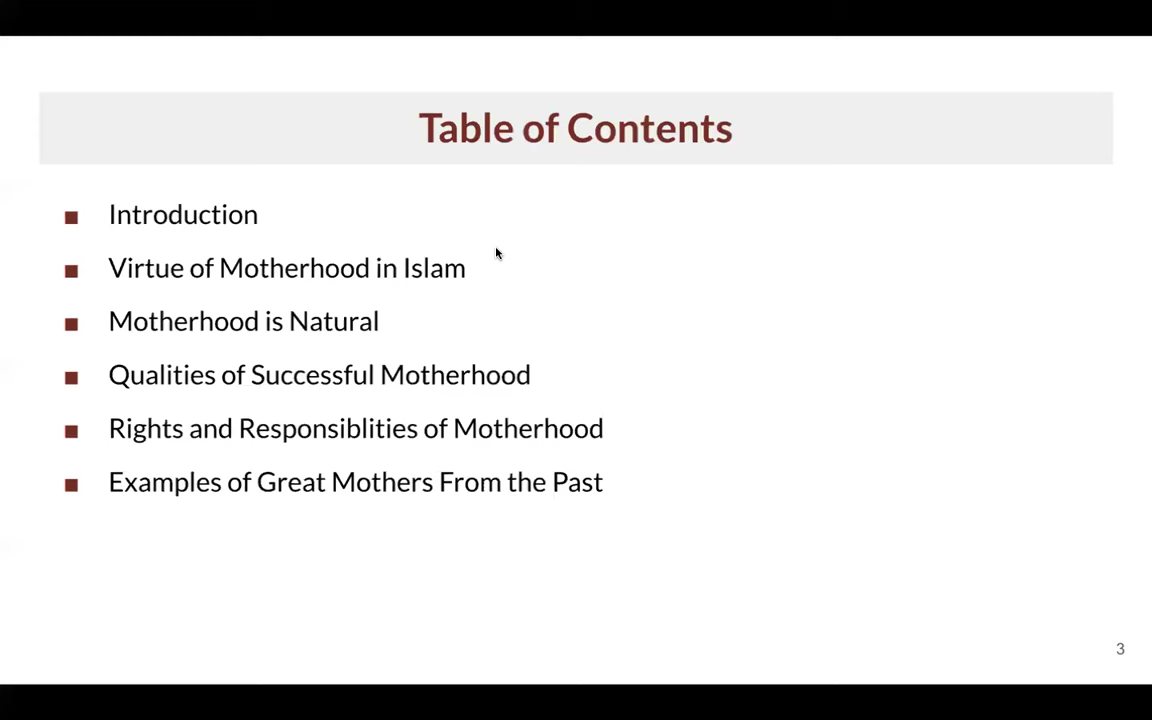 Table of Contents
■ Introduction
■ Virtue of Motherhood in Islam
■ Motherhood is Natural
■ Qualities of Successful Motherhood
■ Rights and Responsiblities of Motherhood
■ Examples of Great Mothers From the Past
3